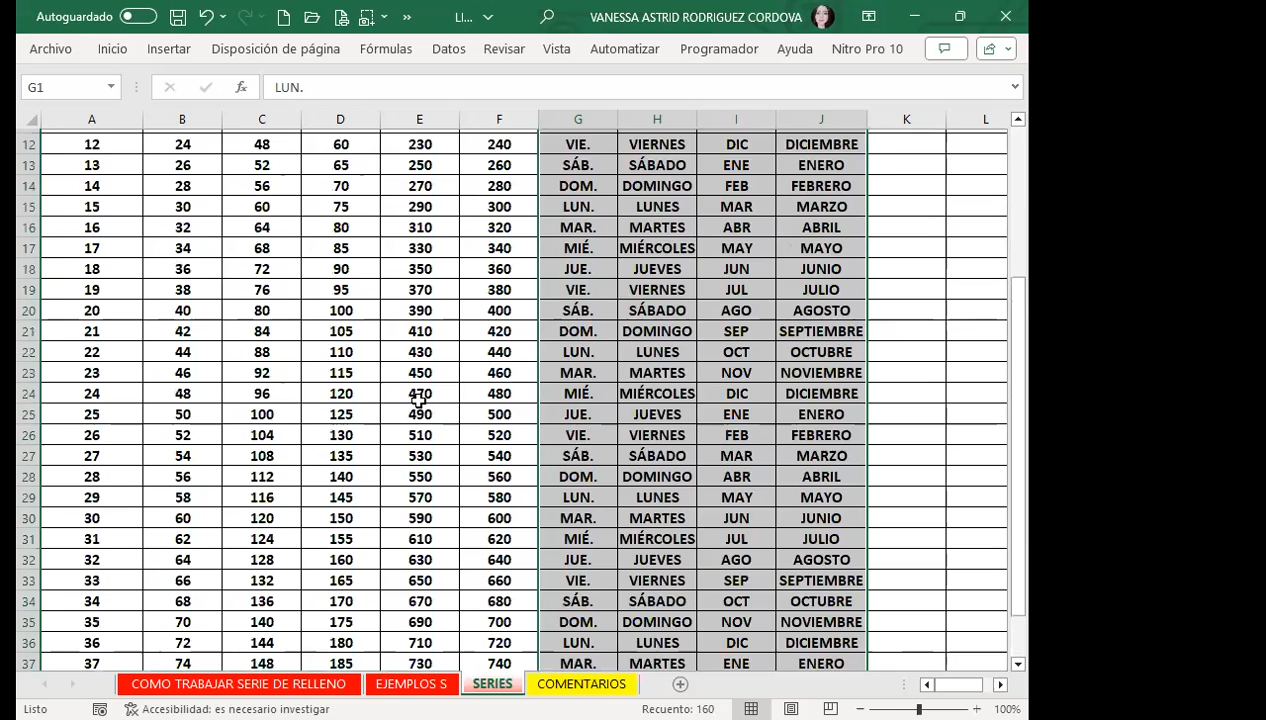 Autoguardado LI... VANESSA ASTRID RODRIGUEZ CORDOVA
Archivo Inicio Insertar Disposición de página Fórmulas Datos Revisar Vista Automatizar Programador Ayuda Nitro Pro 10
G1 fx LUN.
A B C D E F G H I J K L
12 12 24 48 60 230 240 VIE. VIERNES DIC DICIEMBRE
13 13 26 52 65 250 260 SÁB. SÁBADO ENE ENERO
14 14 28 56 70 270 280 DOM. DOMINGO FEB FEBRERO
15 15 30 60 75 290 300 LUN. LUNES MAR MARZO
16 16 32 64 80 310 320 MAR. MARTES ABR ABRIL
17 17 34 68 85 330 340 MIÉ. MIÉRCOLES MAY MAYO
18 18 36 72 90 350 360 JUE. JUEVES JUN JUNIO
19 19 38 76 95 370 380 VIE. VIERNES JUL JULIO
20 20 40 80 100 390 400 SÁB. SÁBADO AGO AGOSTO
21 21 42 84 105 410 420 DOM. DOMINGO SEP SEPTIEMBRE
22 22 44 88 110 430 440 LUN. LUNES OCT OCTUBRE
23 23 46 92 115 450 460 MAR. MARTES NOV NOVIEMBRE
24 24 48 96 120 470 480 MIÉ. MIÉRCOLES DIC DICIEMBRE
25 25 50 100 125 490 500 JUE. JUEVES ENE ENERO
26 26 52 104 130 510 520 VIE. VIERNES FEB FEBRERO
27 27 54 108 135 530 540 SÁB. SÁBADO MAR MARZO
28 28 56 112 140 550 560 DOM. DOMINGO ABR ABRIL
29 29 58 116 145 570 580 LUN. LUNES MAY MAYO
30 30 60 120 150 590 600 MAR. MARTES JUN JUNIO
31 31 62 124 155 610 620 MIÉ. MIÉRCOLES JUL JULIO
32 32 64 128 160 630 640 JUE. JUEVES AGO AGOSTO
33 33 66 132 165 650 660 VIE. VIERNES SEP SEPTIEMBRE
34 34 68 136 170 670 680 SÁB. SÁBADO OCT OCTUBRE
35 35 70 140 175 690 700 DOM. DOMINGO NOV NOVIEMBRE
36 36 72 144 180 710 720 LUN. LUNES DIC DICIEMBRE
37 37 74 148 185 730 740 MAR. MARTES ENE ENERO
COMO TRABAJAR SERIE DE RELLENO EJEMPLOS S SERIES COMENTARIOS
Listo Accesibilidad: es necesario investigar Recuento: 160 100%